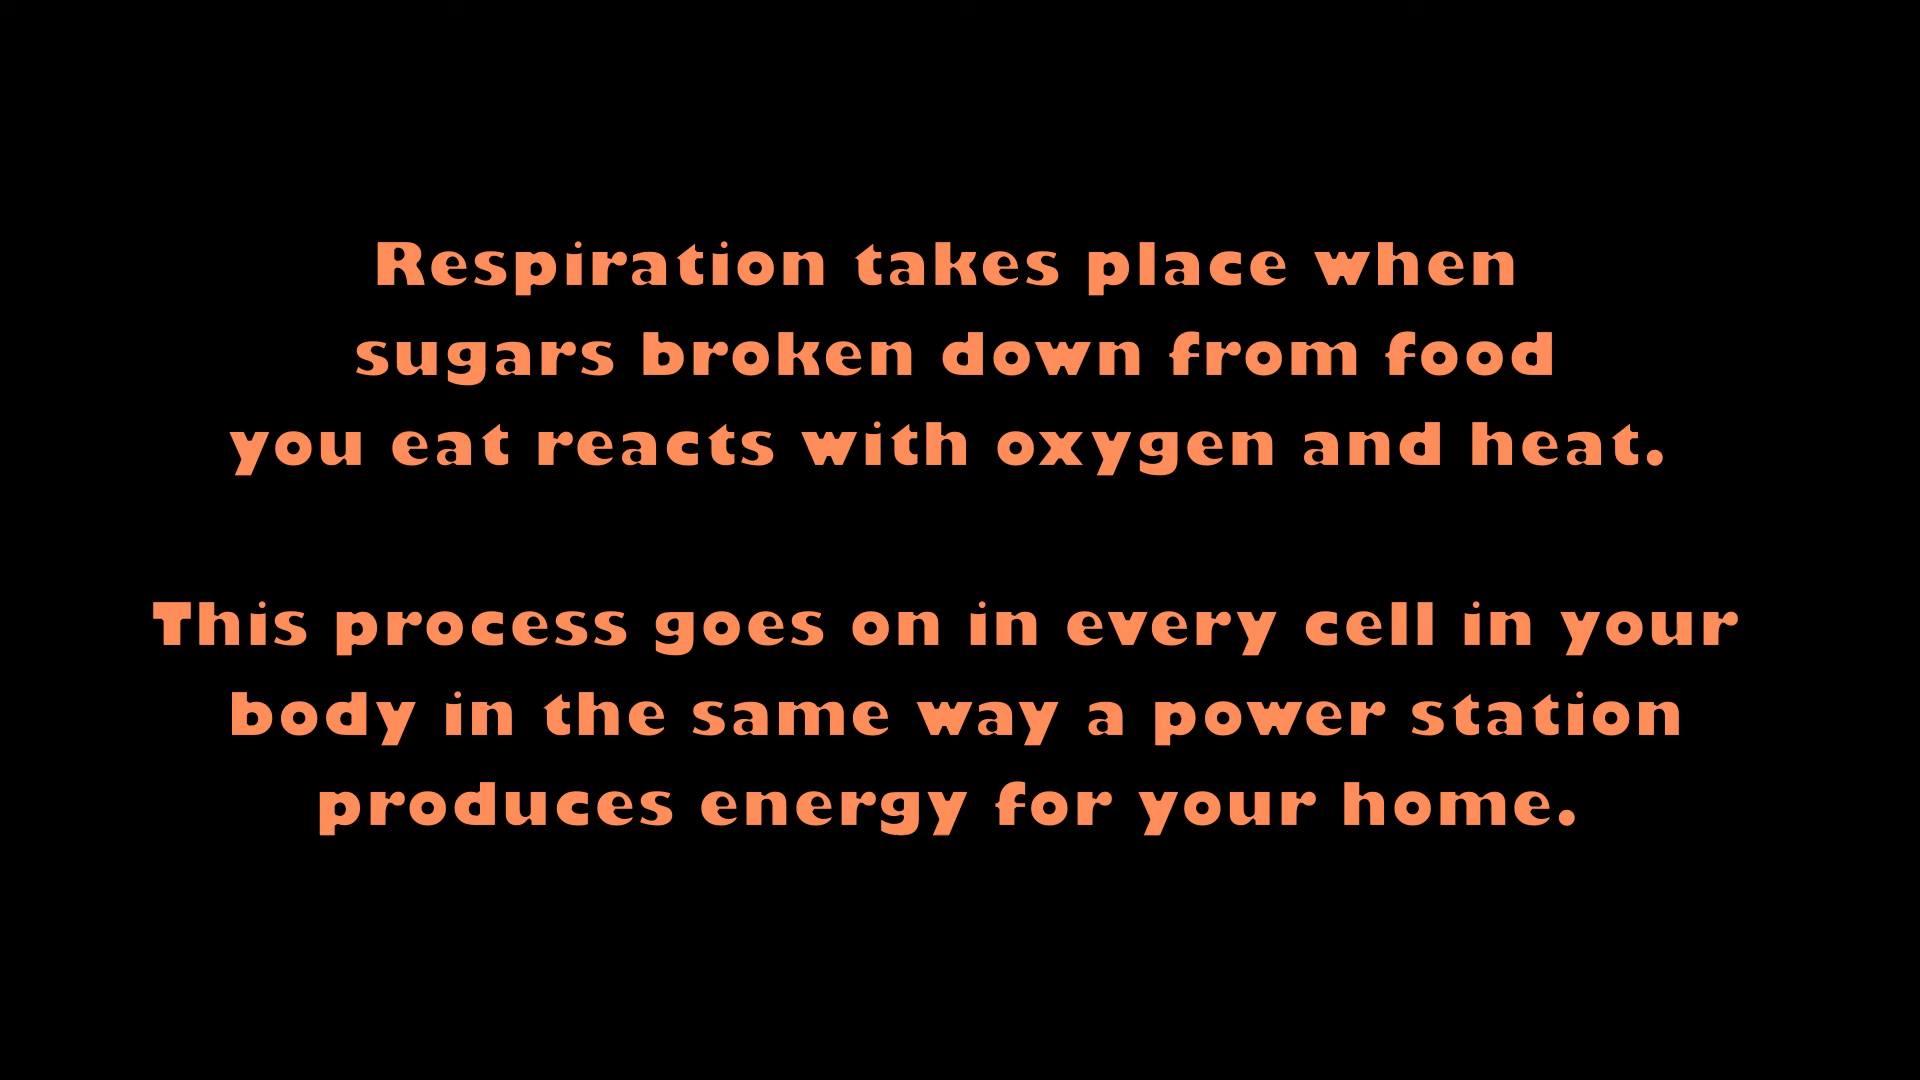 Respiration takes place when
sugars broken down from food
you eat reacts with oxygen and heat.
This process goes on in every cell in your
body in the same way a power station
produces energy for your home.